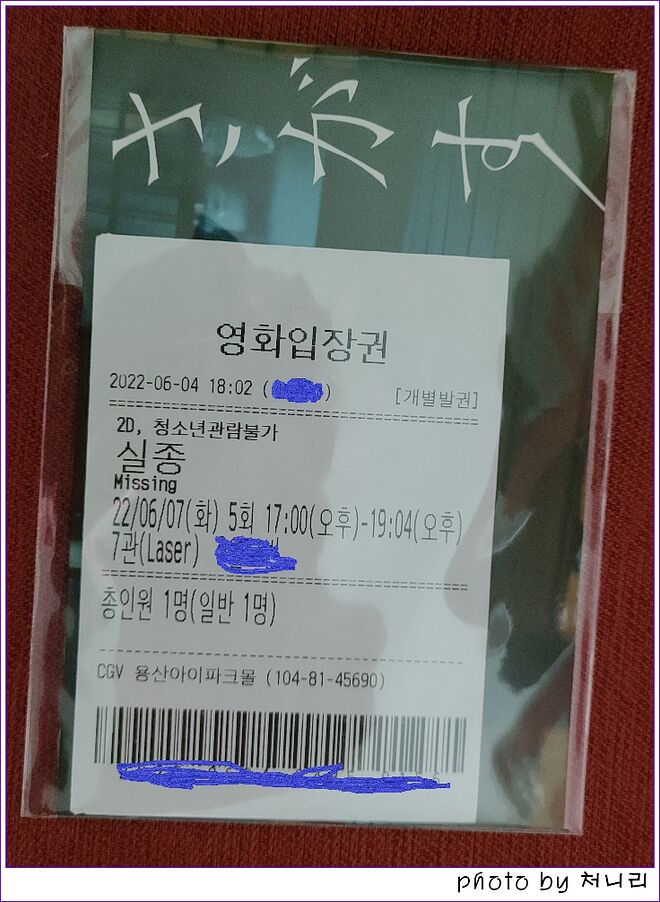 さがす
영화입장권
2022-06-04 18:02 ( ) [개별발권]
2D, 청소년관람불가
실종
Missing
22/06/07(화) 5회 17:00(오후)-19:04(오후)
7관(Laser)
총인원 1명(일반 1명)
CGV 용산아이파크몰 (104-81-45690)
photo by 처니리